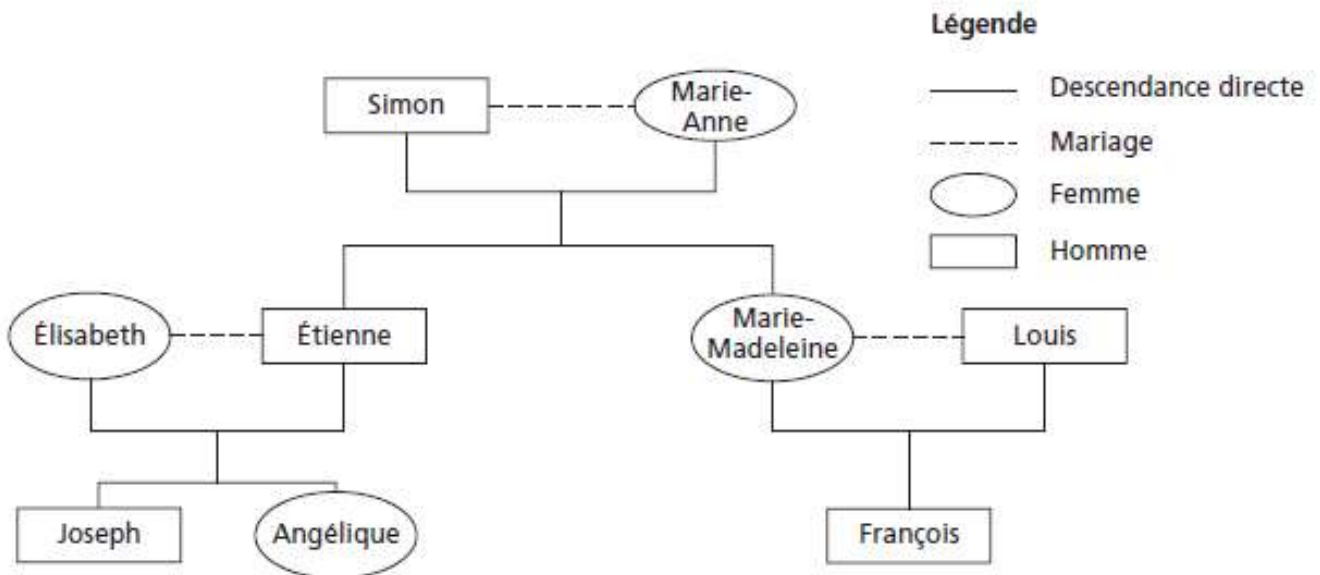 Légende
Descendance directe
Mariage
Femme
Homme
Simon
Marie-
Anne
Élisabeth
Étienne
Marie-
Madeleine
Louis
Joseph
Angélique
François